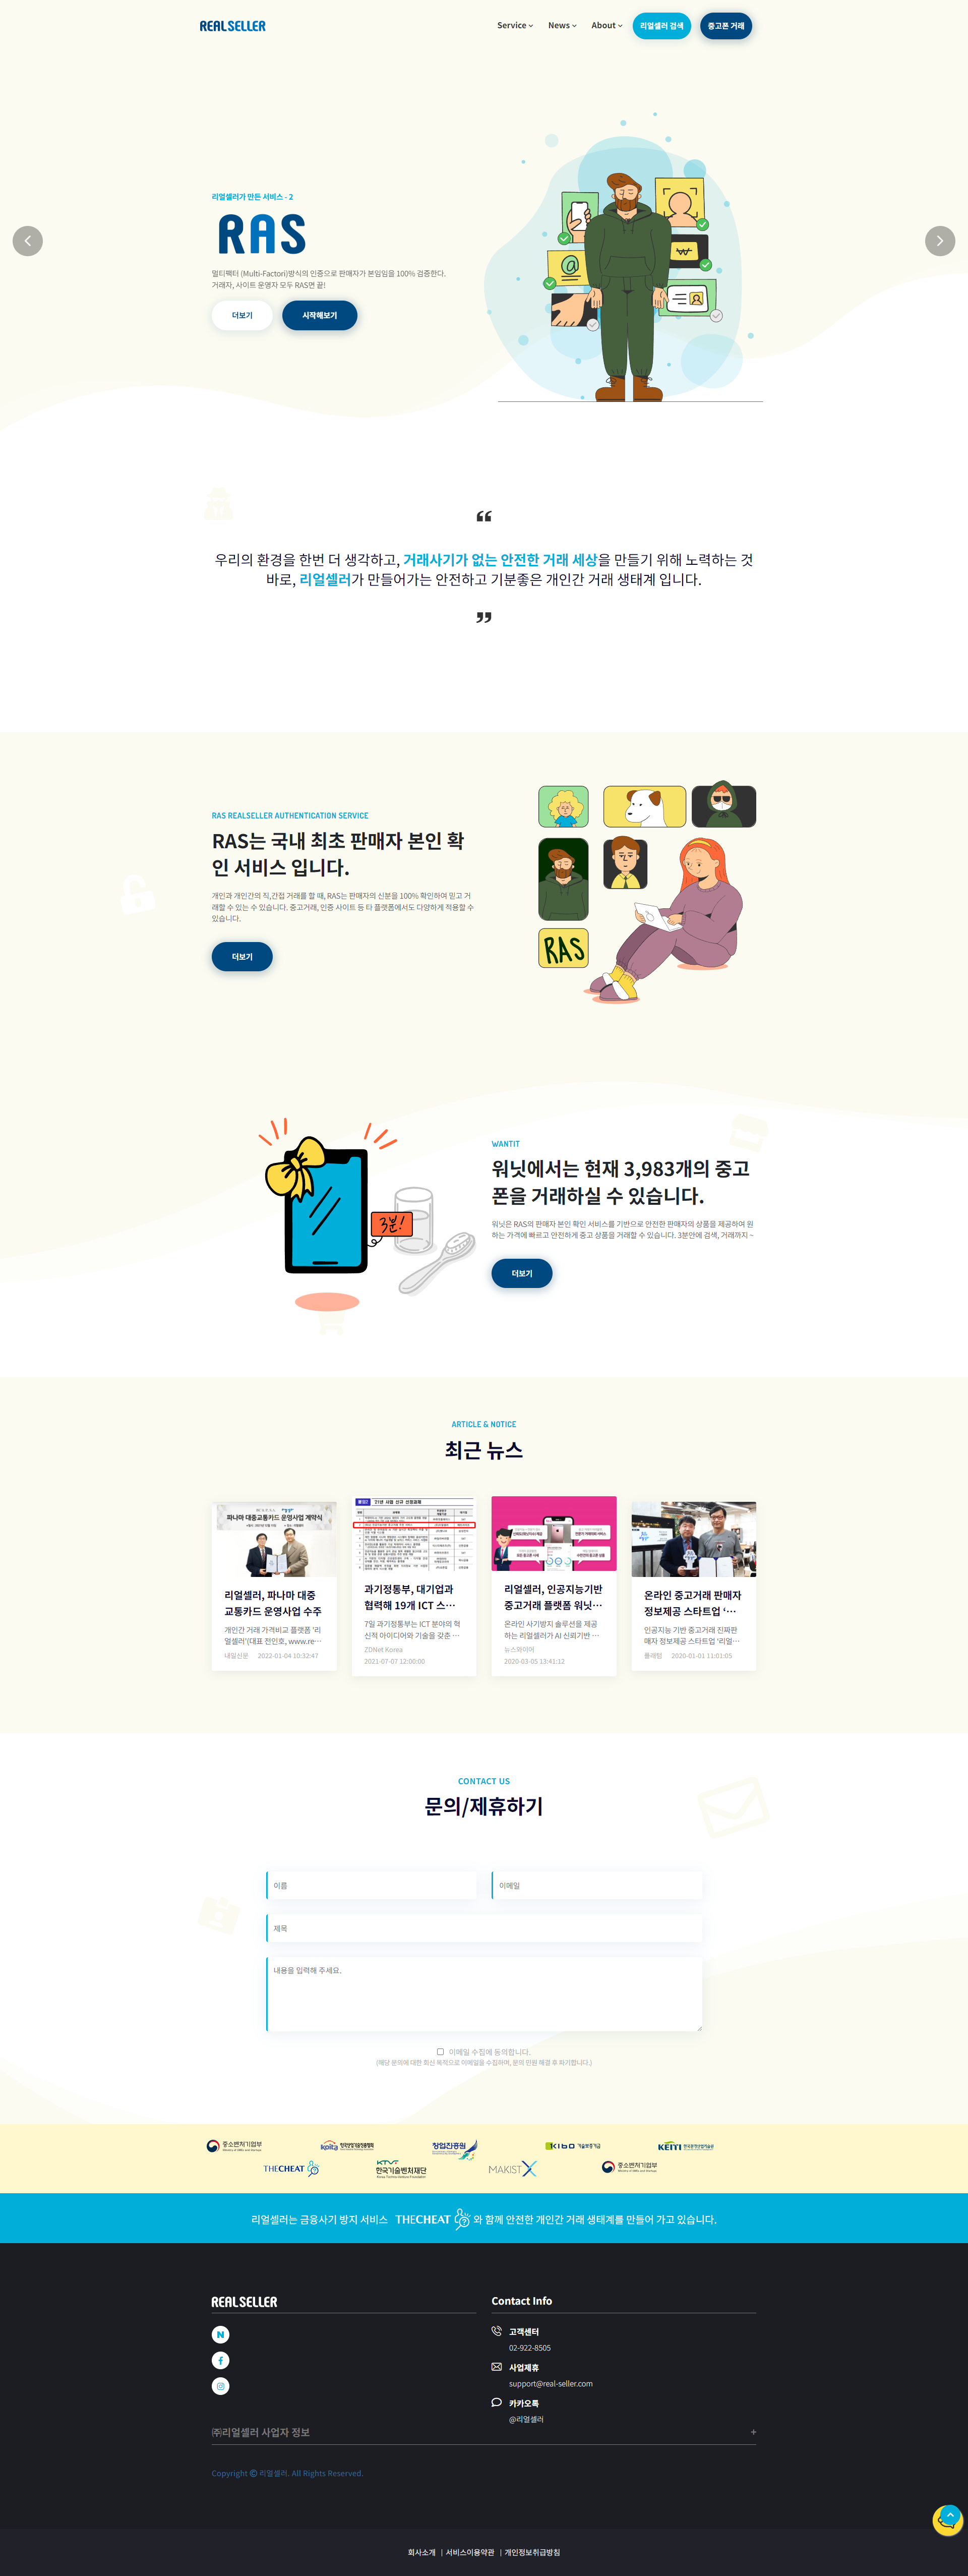 REALSELLER
Service
News
About
리얼셀러 검색
중고폰 거래
리얼셀러가 만든 서비스 - 2
RAS
멀티팩터 (Multi-Factor)방식의 인증으로 판매자가 본임임을 100% 검증한다.
거래자, 사이트 운영자 모두 RAS면 끝!
더보기
시작해보기
우리의 환경을 한번 더 생각하고, 거래사기가 없는 안전한 거래 세상을 만들기 위해 노력하는 것
바로, 리얼셀러가 만들어가는 안전하고 기분좋은 개인간 거래 생태계 입니다.
RAS REALSELLER AUTHENTICATION SERVICE
RAS는 국내 최초 판매자 본인 확
인 서비스 입니다.
개인과 개인간의 직,간접 거래를 할 때, RAS는 판매자의 신분을 100% 확인하여 믿고 거
래할 수 있는 수 있습니다. 중고거래, 인증 사이트 등 타 플랫폼에서도 다양하게 적용할 수
있습니다.
더보기
RAS
3분!
WANTIT
워닛에서는 현재 3,983개의 중고
폰을 거래하실 수 있습니다.
워닛은 RAS의 판매자 본인 확인 서비스를 기반으로 안전한 판매자의 상품을 제공하여 원
하는 가격에 빠르고 안전하게 중고 상품을 거래할 수 있습니다. 3분안에 검색, 거래까지 ~
더보기
ARTICLE & NOTICE
최근 뉴스
파나마 대중교통카드 운영사업 계약식
리얼셀러, 파나마 대중
교통카드 운영사업 수주
개인간 거래 가격비교 플랫폼 '리
얼셀러'(대표 전민호, www.re…
내일신문 2022-01-04 10:32:47
과기정통부, 대기업과
협력해 19개 ICT 스…
7일 과기정통부는 ICT 분야의 혁
신적 아이디어와 기술을 갖춘 …
ZDNet Korea
2021-07-07 12:00:00
리얼셀러, 인공지능기반
중고거래 플랫폼 워닛…
온라인 사기방지 솔루션을 제공
하는 리얼셀러가 AI 신뢰기반 …
뉴스와이어
2020-03-05 13:41:12
온라인 중고거래 판매자
정보제공 스타트업 '…
인공지능 기반 중고거래 진짜판
매자 정보제공 스타트업 '리얼…
플래텀 2020-01-01 11:01:05
CONTACT US
문의/제휴하기
이름
이메일
제목
내용을 입력해 주세요.
이메일 수집에 동의합니다.
(해당 문의에 대한 회신 목적으로 이메일을 수집하며, 문의 민원 해결 후 파기합니다.)
중소벤처기업부
kpita
창업진흥원
KIBO 기술보증기금
KEITI 한국환경산업기술원
THECHEAT
KTVF
한국기술벤처재단
MAKISTX
중소벤처기업부
리얼셀러는 금융사기 방지 서비스 THECHEAT 와 함께 안전한 개인간 거래 생태계를 만들어 가고 있습니다.
REALSELLER
Contact Info
고객센터
02-922-8505
사업제휴
support@real-seller.com
카카오톡
@리얼셀러
㈜리얼셀러 사업자 정보
+
Copyright © 리얼셀러. All Rights Reserved.
회사소개 | 서비스이용약관 | 개인정보취급방침